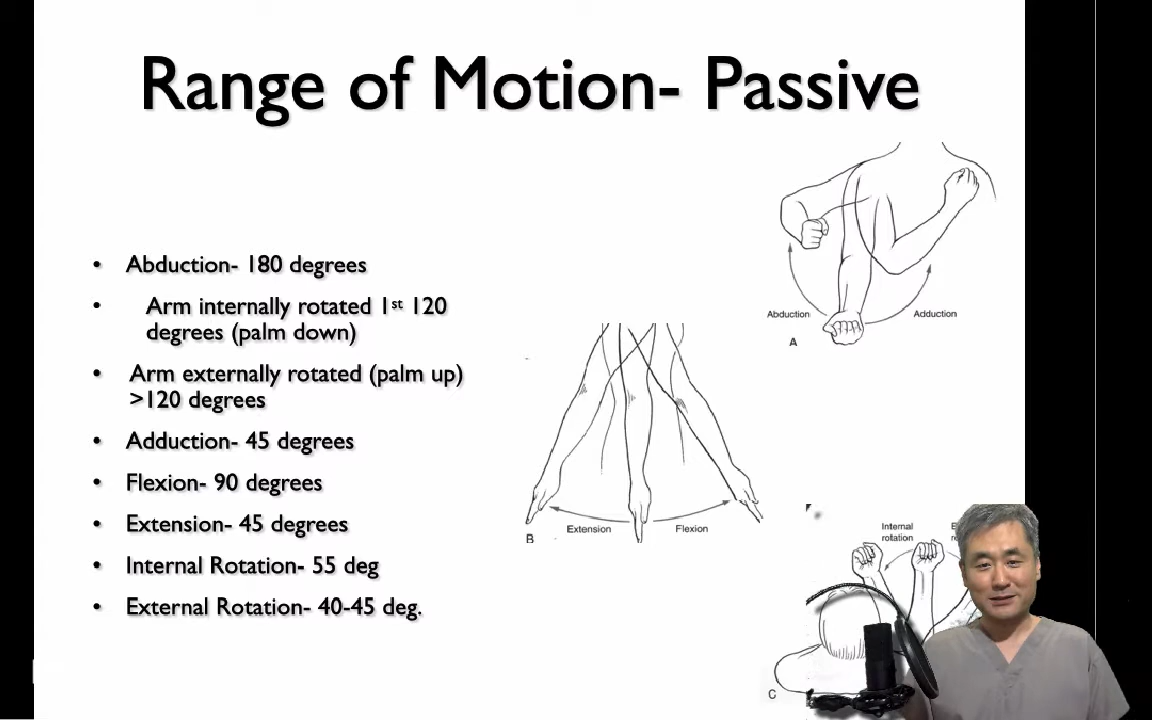 Range of Motion- Passive
• Abduction- 180 degrees
• Arm internally rotated 1st 120
degrees (palm down)
• Arm externally rotated (palm up)
>120 degrees
• Adduction- 45 degrees
• Flexion- 90 degrees
• Extension- 45 degrees
• Internal Rotation- 55 deg
• External Rotation- 40-45 deg.
Abduction
Adduction
A
Extension
Flexion
B
Internal
rotation
C